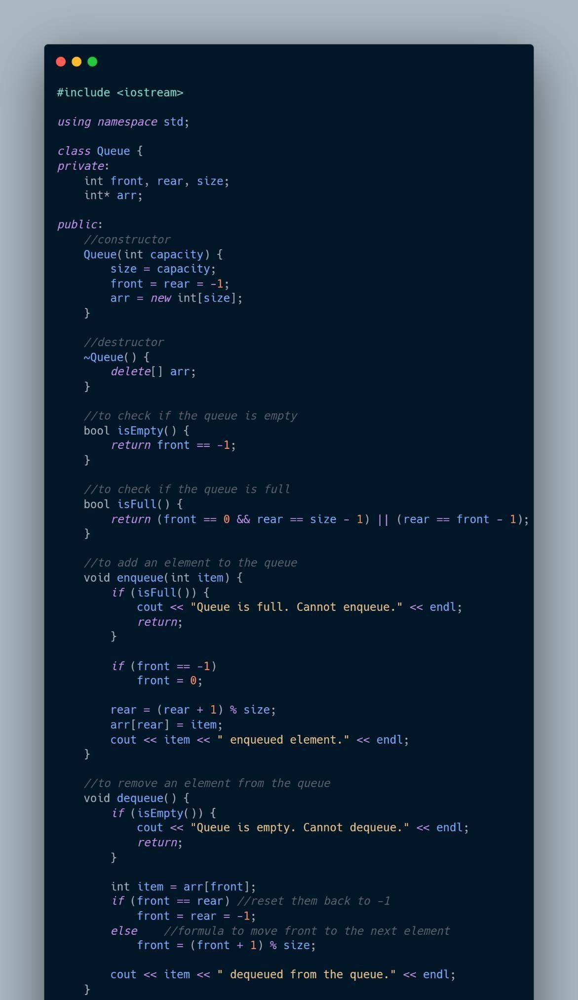 #include <iostream>
using namespace std;
class Queue {
private:
    int front, rear, size;
    int* arr;
public:
    //constructor
    Queue(int capacity) {
        size = capacity;
        front = rear = -1;
        arr = new int[size];
    }
    //destructor
    ~Queue() {
        delete[] arr;
    }
    //to check if the queue is empty
    bool isEmpty() {
        return front == -1;
    }
    //to check if the queue is full
    bool isFull() {
        return (front == 0 && rear == size - 1) || (rear == front - 1);
    }
    //to add an element to the queue
    void enqueue(int item) {
        if (isFull()) {
            cout << "Queue is full. Cannot enqueue." << endl;
            return;
        }
        if (front == -1)
            front = 0;
        rear = (rear + 1) % size;
        arr[rear] = item;
        cout << item << " enqueued element." << endl;
    }
    //to remove an element from the queue
    void dequeue() {
        if (isEmpty()) {
            cout << "Queue is empty. Cannot dequeue." << endl;
            return;
        }
        int item = arr[front];
        if (front == rear) //reset them back to -1
            front = rear = -1;
        else    //formula to move front to the next element
            front = (front + 1) % size;
        cout << item << " dequeued from the queue." << endl;
    }